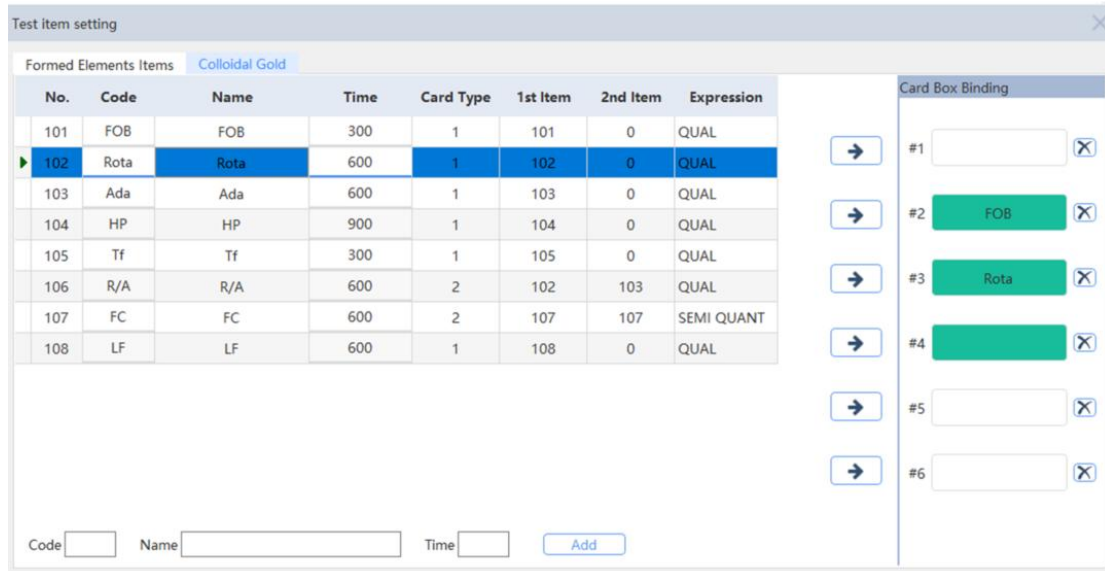 Test item setting
Formed Elements Items Colloidal Gold
No. Code Name Time Card Type 1st Item 2nd Item Expression
101 FOB FOB 300 1 101 0 QUAL
102 Rota Rota 600 1 102 0 QUAL
103 Ada Ada 600 1 103 0 QUAL
104 HP HP 900 1 104 0 QUAL
105 Tf Tf 300 1 105 0 QUAL
106 R/A R/A 600 2 102 103 QUAL
107 FC FC 600 2 107 107 SEMI QUANT
108 LF LF 600 1 108 0 QUAL
Card Box Binding
#1
#2 FOB
#3 Rota
#4
#5
#6
Code Name Time Add